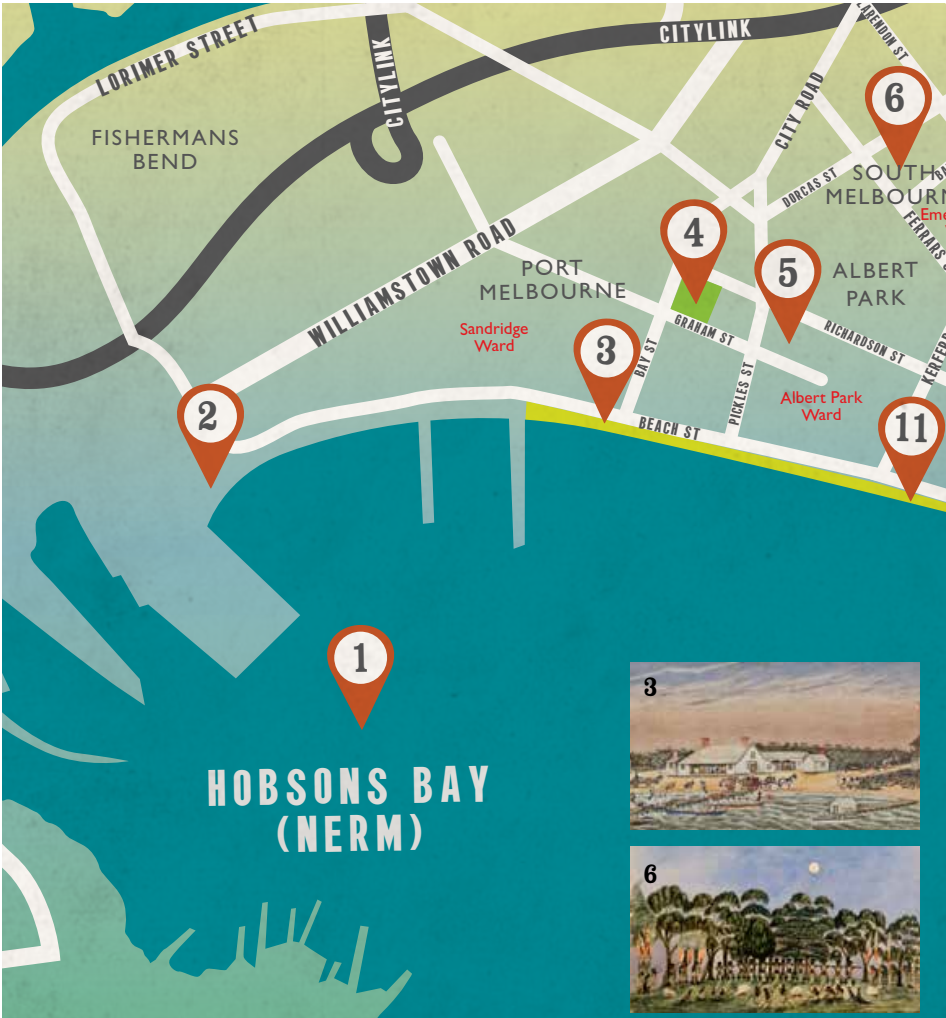 LORIMER STREET
CITYLINK
CITYLINK
FISHERMANS
BEND
CITY ROAD
6
DORCAS ST
SOUTH
4
WILLIAMSTOWN ROAD
PORT
MELBOURNE
5
ALBERT
PARK
Sandridge
Ward
3
BAY ST
GRAHAM ST
RICHARDSON ST
PICKLES ST
Albert Park
Ward
2
BEACH ST
11
1
HOBSONS BAY
(NERM)
3
6